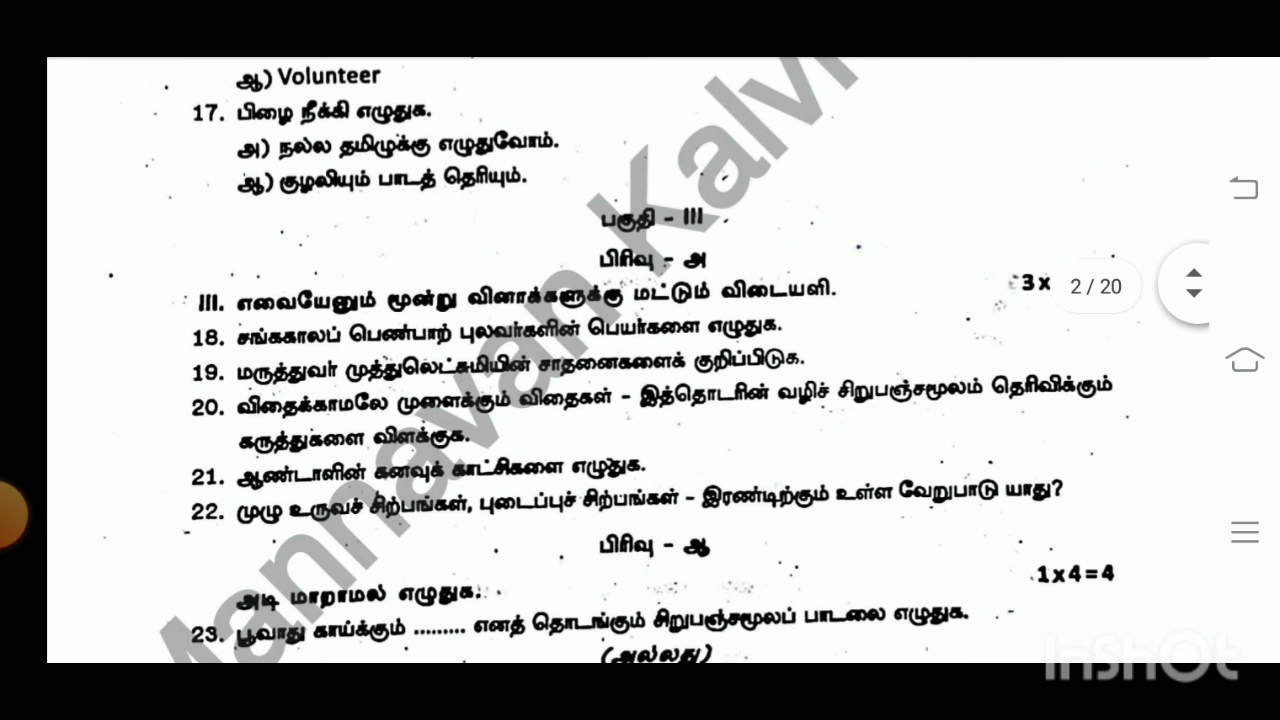 ஆ) Volunteer
17. பிழை நீக்கி எழுதுக.
அ) நல்ல தமிழுக்கு எழுதுவோம்.
ஆ) குழலியும் பாடத் தெரியும்.
பகுதி - III
பிரிவு - அ
III. எவையேனும் மூன்று வினாக்களுக்கு மட்டும் விடையளி. 3 x
2 / 20
18. சங்ககாலப் பெண்பாற் புலவர்களின் பெயர்களை எழுதுக.
19. மருத்துவர் முத்துலெட்சுமியின் சாதனைகளைக் குறிப்பிடுக.
20. விதைக்காமலே முளைக்கும் விதைகள் - இத்தொடரின் வழிச் சிறுபஞ்சமூலம் தெரிவிக்கும்
கருத்துகளை விளக்குக.
21. ஆண்டாளின் கனவுக் காட்சிகளை எழுதுக.
22. முழு உருவச் சிற்பங்கள், புடைப்புச் சிற்பங்கள் - இரண்டிற்கும் உள்ள வேறுபாடு யாது?
பிரிவு - ஆ
அடி மாறாமல் எழுதுக. 1 x 4 = 4
23. பூவாது காய்க்கும் ......... எனத் தொடங்கும் சிறுபஞ்சமூலப் பாடலை எழுதுக.
(அல்லது)
Mannavan Kalvi
InShOt